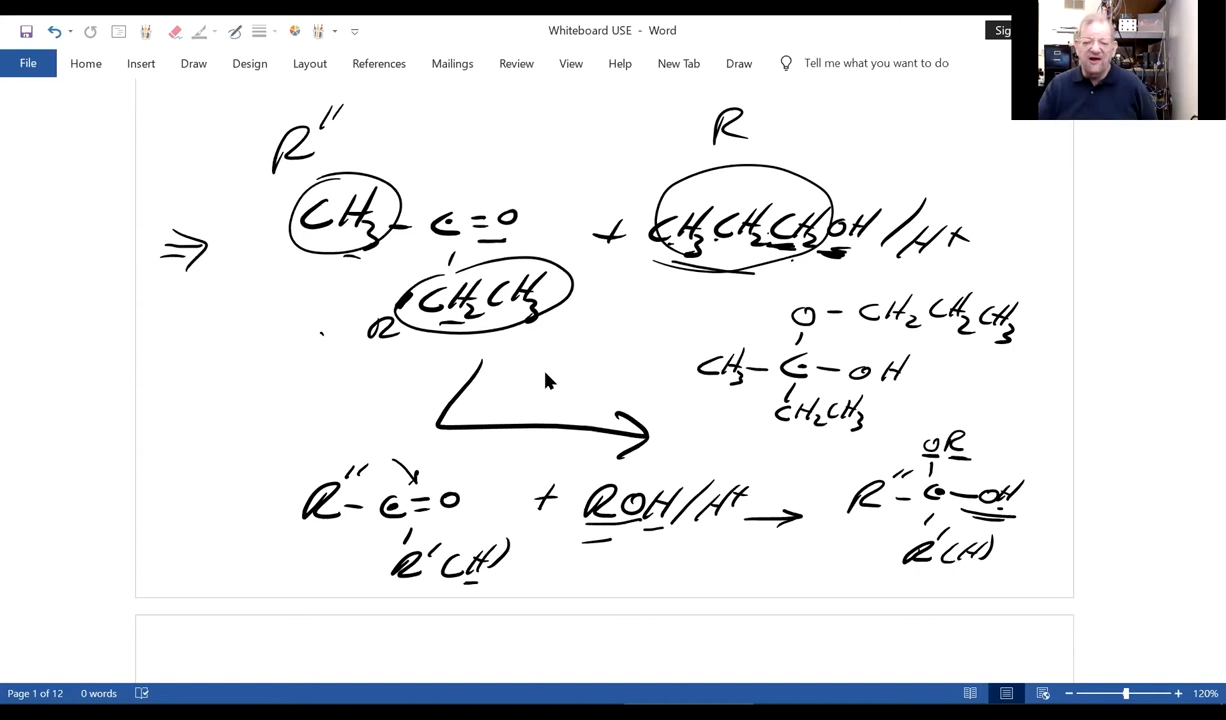 Whiteboard USE - Word
Sig
File Home Insert Draw Design Layout References Mailings Review View Help New Tab Draw Tell me what you want to do
R'' R
⇒ CH₃ - C = O + CH₃CH₂CH₂OH / H+
R CH₂CH₃
O - CH₂CH₂CH₃
CH₃ - C - OH
CH₂CH₃
OR
R'' - C = O + ROH / H+ → R'' - C - OH
R'(H) R'(H)
Page 1 of 12 0 words 120%